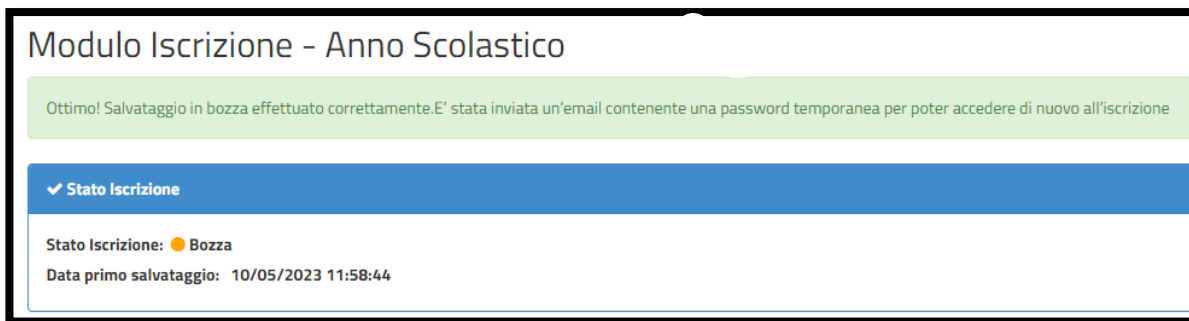 Modulo Iscrizione - Anno Scolastico
Ottimo! Salvataggio in bozza effettuato correttamente.E' stata inviata un'email contenente una password temporanea per poter accedere di nuovo all'iscrizione
Stato Iscrizione
Stato Iscrizione: Bozza
Data primo salvataggio: 10/05/2023 11:58:44